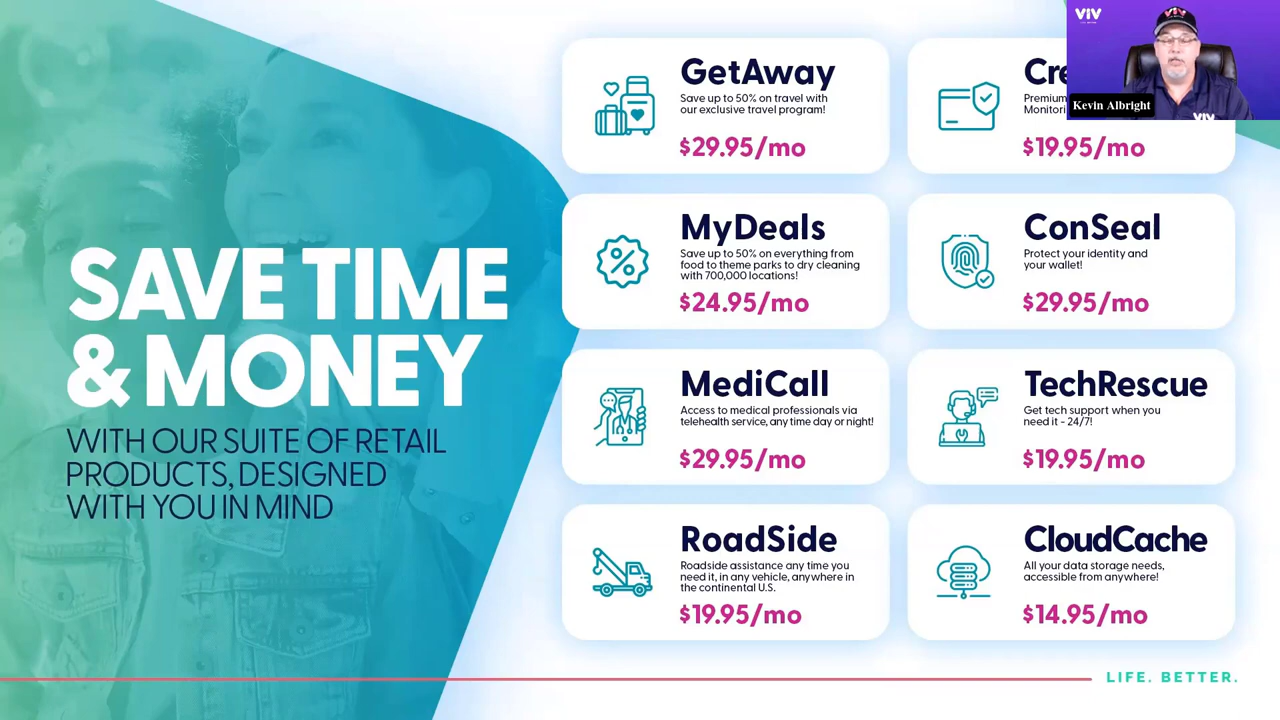 SAVE TIME
& MONEY
WITH OUR SUITE OF RETAIL
PRODUCTS, DESIGNED
WITH YOU IN MIND
GetAway
Save up to 50% on travel with
our exclusive travel program!
$29.95/mo
Premium
$19.95/mo
VIV
Kevin Albright
MyDeals
Save up to 50% on everything from
food to theme parks to dry cleaning
with 700,000 locations!
$24.95/mo
ConSeal
Protect your identity and
your wallet!
$29.95/mo
MediCall
Access to medical professionals via
telehealth service, any time day or night!
$29.95/mo
TechRescue
Get tech support when you
need it - 24/7!
$19.95/mo
RoadSide
Roadside assistance any time you
need it, in any vehicle, anywhere in
the continental U.S.
$19.95/mo
CloudCache
All your data storage needs,
accessible from anywhere!
$14.95/mo
LIFE. BETTER.